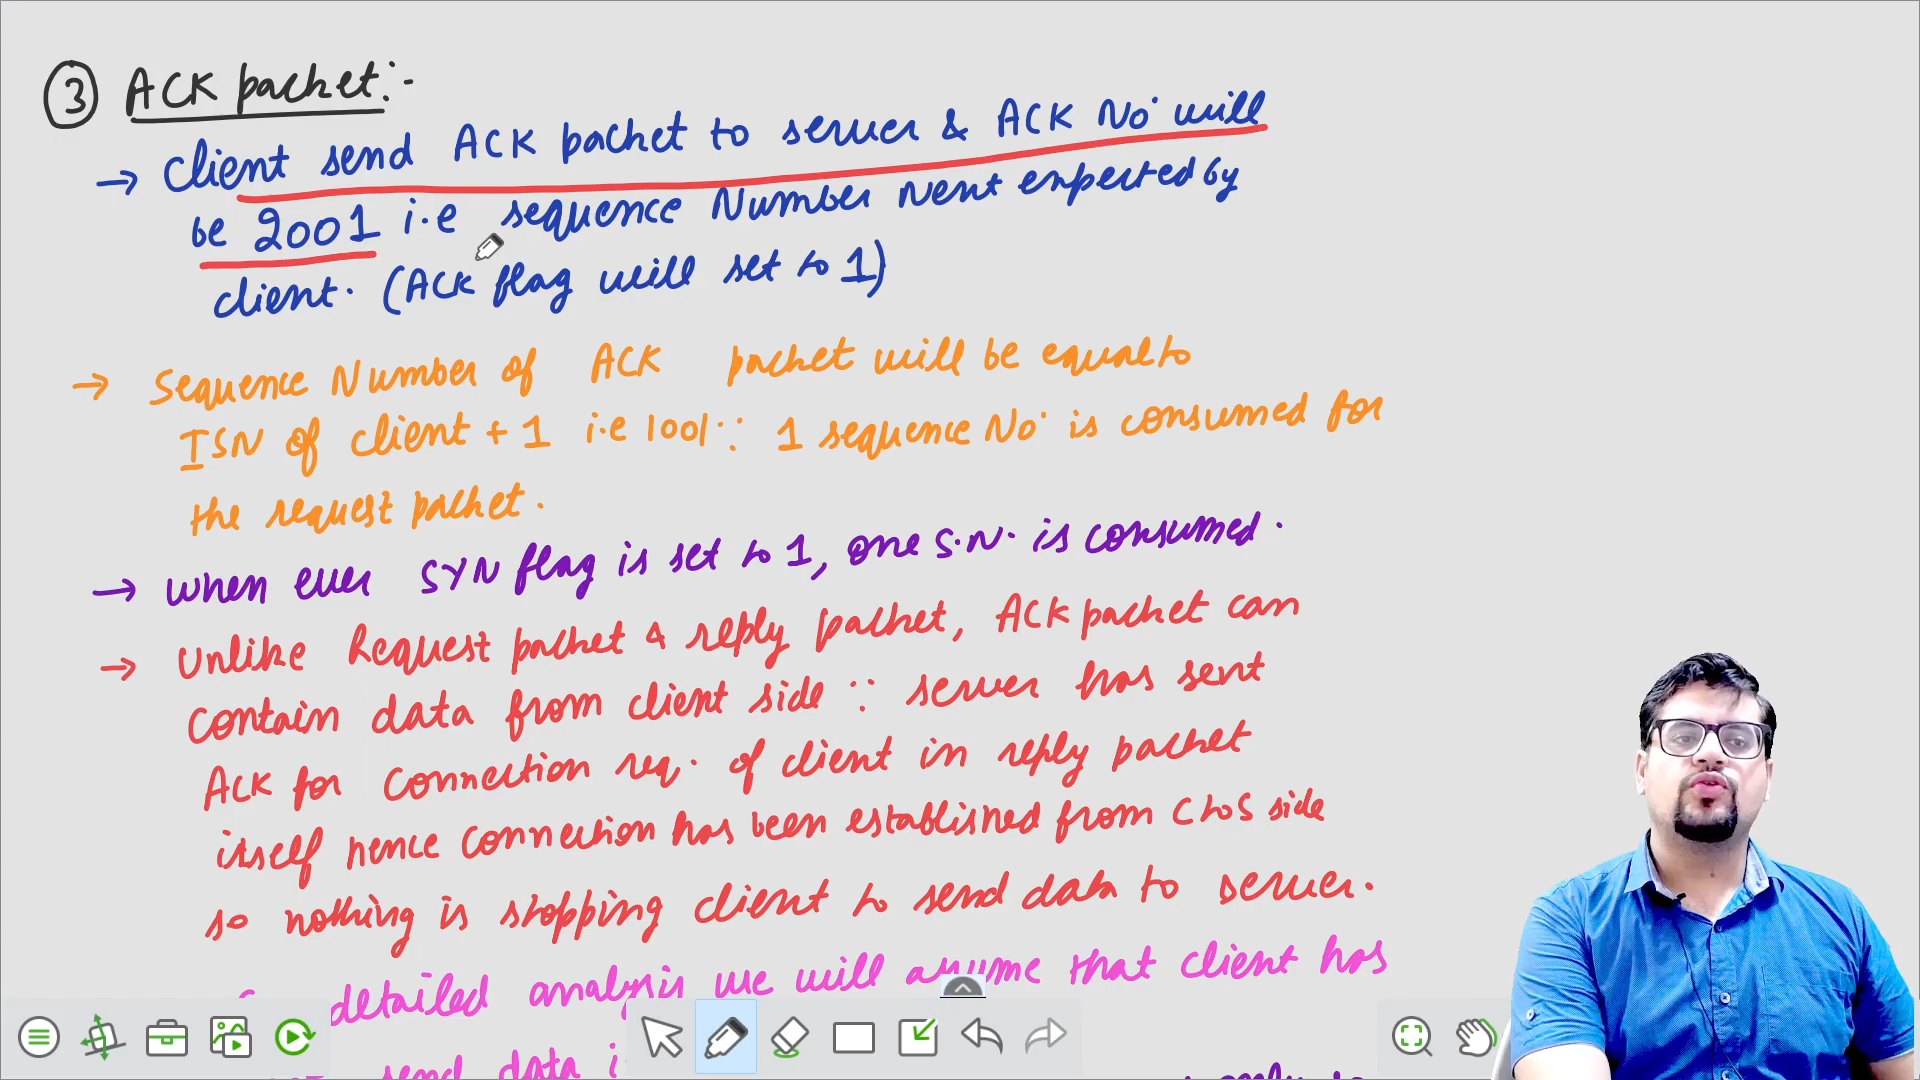 ③ ACK packet:-
→ Client send ACK packet to server & ACK No. will
be 2001 i.e sequence Number Next expected by
client. (ACK flag will set to 1)
→ Sequence Number of ACK packet will be equal to
ISN of client + 1 i.e 1001 ∵ 1 sequence No. is consumed for
the request packet.
→ When ever SYN flag is set to 1, one S.N. is consumed.
→ Unlike Request packet & reply packet, ACK packet can
contain data from client side ∵ server has sent
ACK for connection req. of client in reply packet
itself hence connection has been established from C to S side
so nothing is stopping client to send data to server.
detailed analysis we will assume that client has
send data
only to